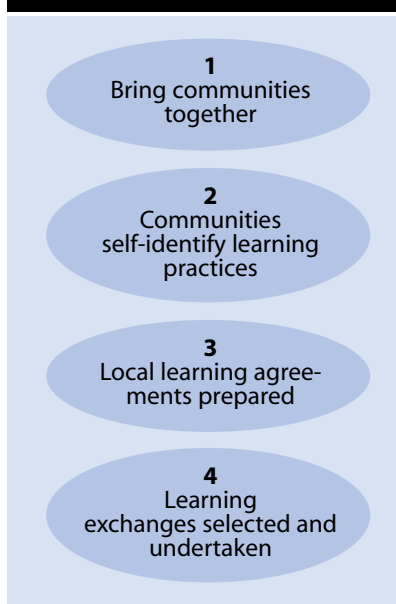 1
Bring communities
together
2
Communities
self-identify learning
practices
3
Local learning agree-
ments prepared
4
Learning
exchanges selected and
undertaken